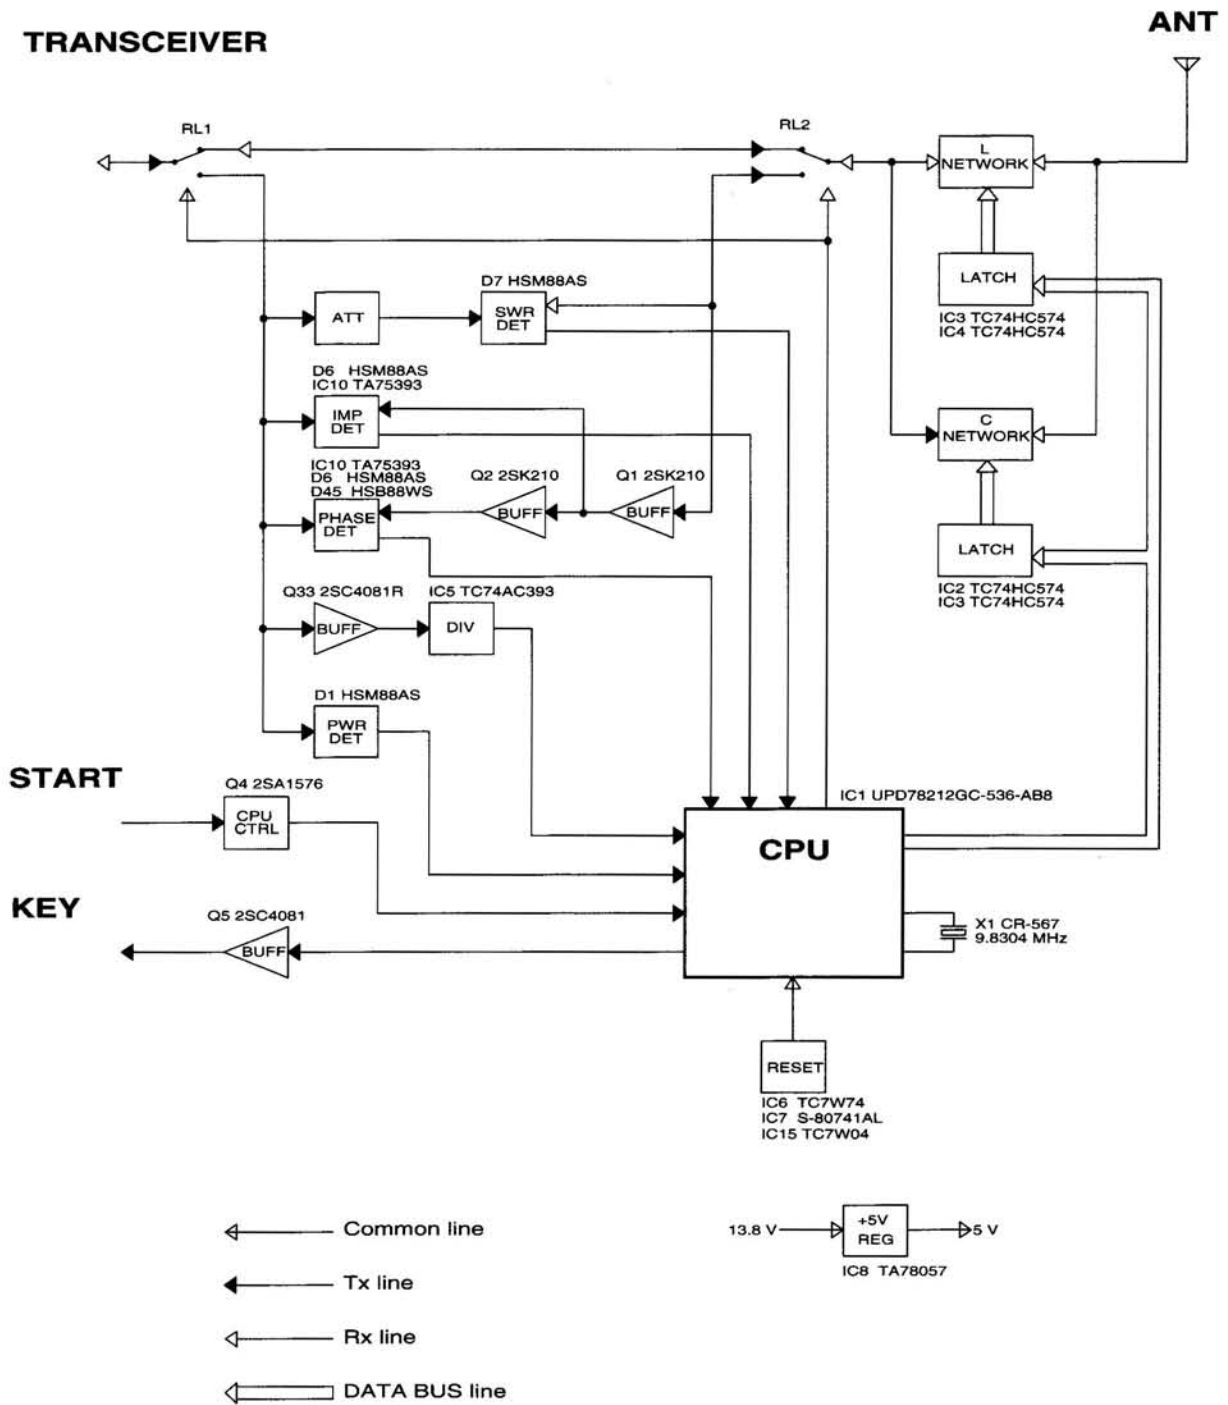 ANT
TRANSCEIVER
RL1
RL2
L
NETWORK
D7 HSM88AS
ATT
SWR
DET
LATCH
IC3 TC74HC574
IC4 TC74HC574
D6 HSM88AS
IC10 TA75393
IMP
DET
C
NETWORK
IC10 TA75393
D6 HSM88AS
D45 HSB88WS
PHASE
DET
Q2 2SK210
BUFF
Q1 2SK210
BUFF
LATCH
IC2 TC74HC574
IC3 TC74HC574
Q33 2SC4081R
BUFF
IC5 TC74AC393
DIV
D1 HSM88AS
PWR
DET
START
Q4 2SA1576
CPU
CTRL
IC1 UPD78212GC-536-AB8
CPU
KEY
Q5 2SC4081
BUFF
X1 CR-567
9.8304 MHz
RESET
IC6 TC7W74
IC7 S-80741AL
IC15 TC7W04
Common line
13.8 V
+5V
REG
5 V
IC8 TA78057
Tx line
Rx line
DATA BUS line